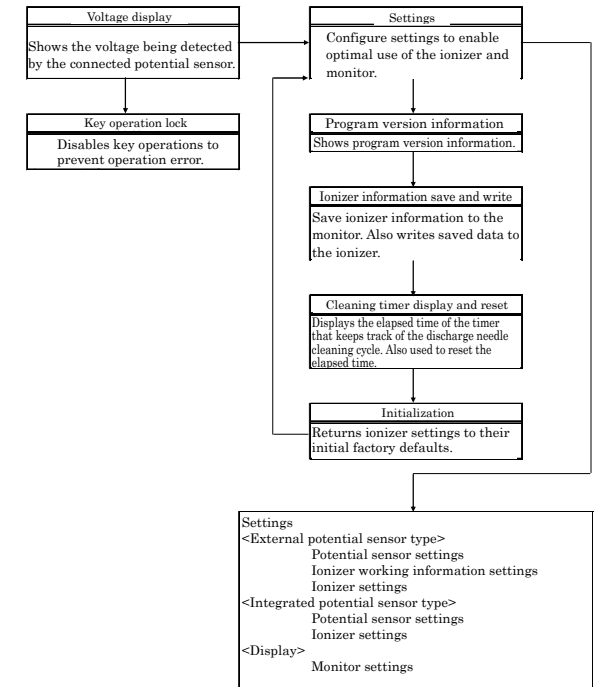 Voltage display
Shows the voltage being detected
by the connected potential sensor.
Key operation lock
Disables key operations to
prevent operation error.
Settings
Configure settings to enable
optimal use of the ionizer and
monitor.
Program version information
Shows program version information.
Ionizer information save and write
Save ionizer information to the
monitor. Also writes saved data to
the ionizer.
Cleaning timer display and reset
Displays the elapsed time of the timer
that keeps track of the discharge needle
cleaning cycle. Also used to reset the
elapsed time.
Initialization
Returns ionizer settings to their
initial factory defaults.
Settings
<External potential sensor type>
Potential sensor settings
Ionizer working information settings
Ionizer settings
<Integrated potential sensor type>
Potential sensor settings
Ionizer settings
<Display>
Monitor settings